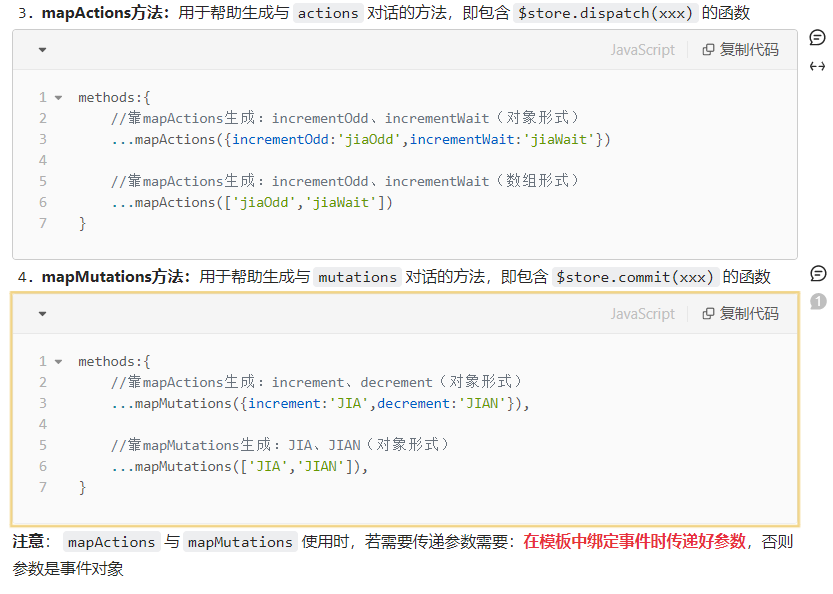 3. mapActions方法：用于帮助生成与 actions 对话的方法，即包含 $store.dispatch(xxx) 的函数
JavaScript 复制代码
1 methods:{
2 //靠mapActions生成：incrementOdd、incrementWait（对象形式）
3 ...mapActions({incrementOdd:'jiaOdd',incrementWait:'jiaWait'})
4
5 //靠mapActions生成：incrementOdd、incrementWait（数组形式）
6 ...mapActions(['jiaOdd','jiaWait'])
7 }
4. mapMutations方法：用于帮助生成与 mutations 对话的方法，即包含 $store.commit(xxx) 的函数
1
JavaScript 复制代码
1 methods:{
2 //靠mapActions生成：increment、decrement（对象形式）
3 ...mapMutations({increment:'JIA',decrement:'JIAN'}),
4
5 //靠mapMutations生成：JIA、JIAN（对象形式）
6 ...mapMutations(['JIA','JIAN']),
7 }
注意： mapActions 与 mapMutations 使用时，若需要传递参数需要：在模板中绑定事件时传递好参数，否则
参数是事件对象